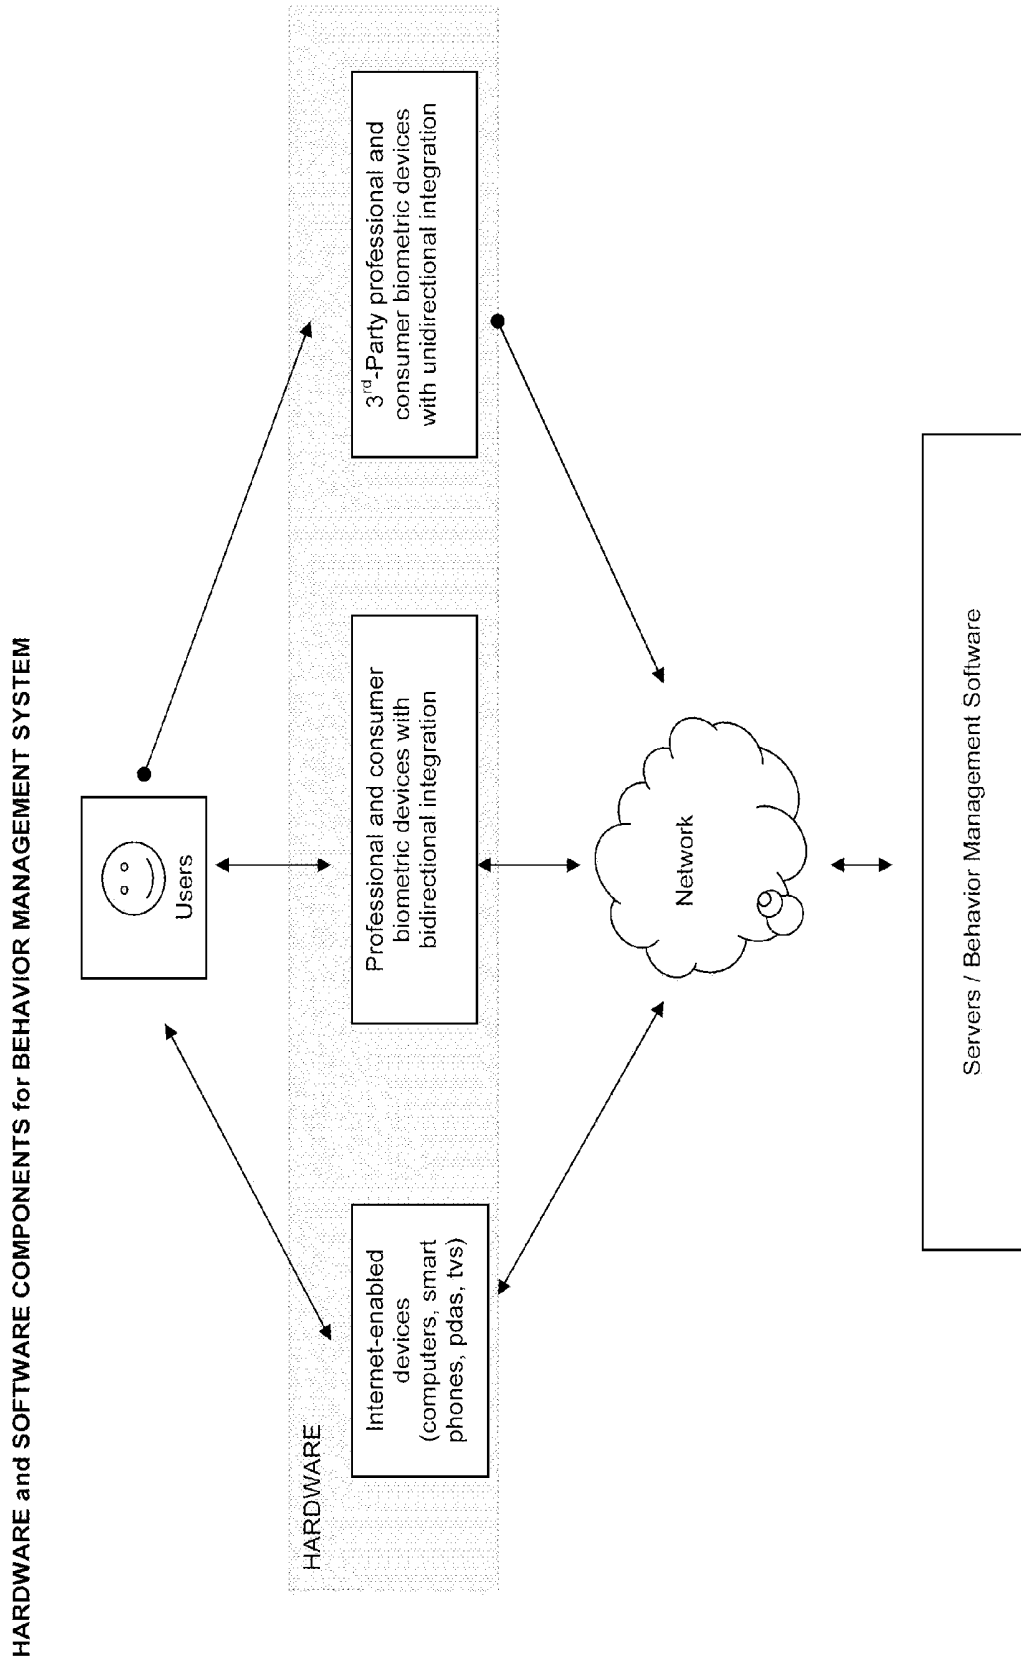 HARDWARE and SOFTWARE COMPONENTS for BEHAVIOR MANAGEMENT SYSTEM
Users
HARDWARE
Internet-enabled
devices
(computers, smart
phones, pdas, tvs)
Professional and consumer
biometric devices with
bidirectional integration
3rd-Party professional and
consumer biometric devices
with unidirectional integration
Network
Servers / Behavior Management Software